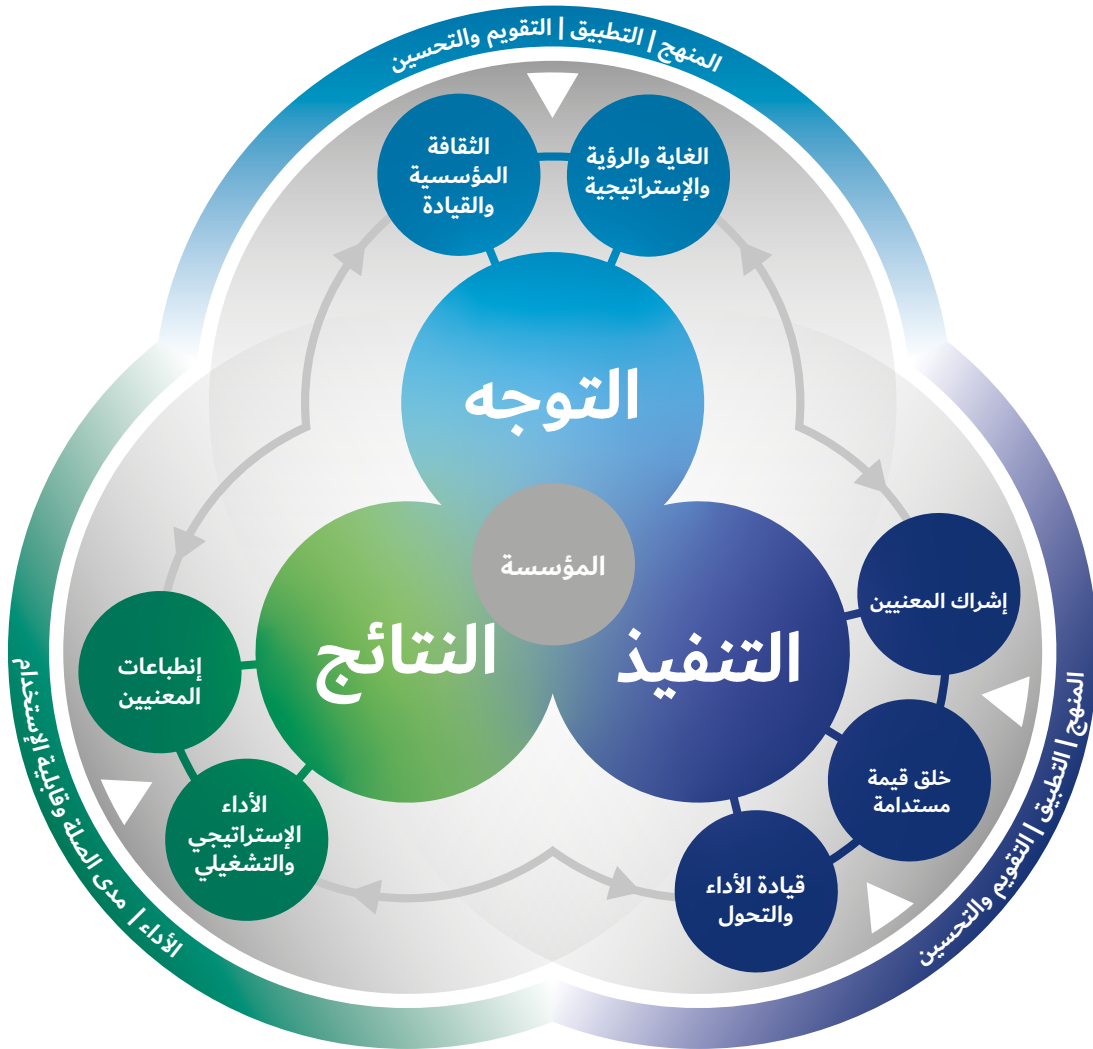 المنهج | التطبيق | التقويم والتحسين
الغاية والرؤية
والإستراتيجية
الثقافة
المؤسسية
والقيادة
التوجه
المؤسسة
التنفيذ
النتائج
إشراك المعنيين
خلق قيمة
مستدامة
قيادة الأداء
والتحول
المنهج | التطبيق | التقويم والتحسين
إنطباعات
المعنيين
الأداء
الإستراتيجي
والتشغيلي
الأداء | مدى الصلة وقابلية الإستخدام